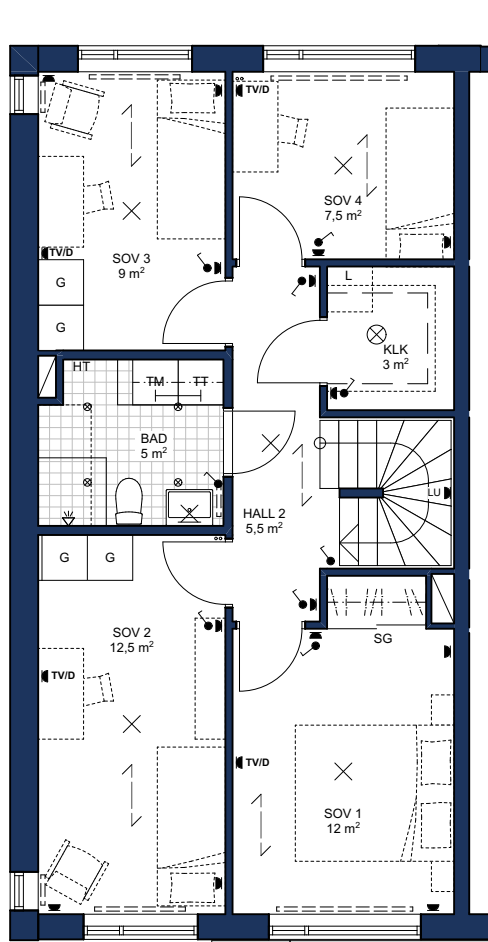 TV/D
SOV 4
7,5 m²
SOV 3
9 m²
TV/D
G
L
G
KLK
3 m²
HT
TM
TT
BAD
5 m²
LU
HALL 2
5,5 m²
G
G
SOV 2
12,5 m²
SG
TV/D
TV/D
SOV 1
12 m²